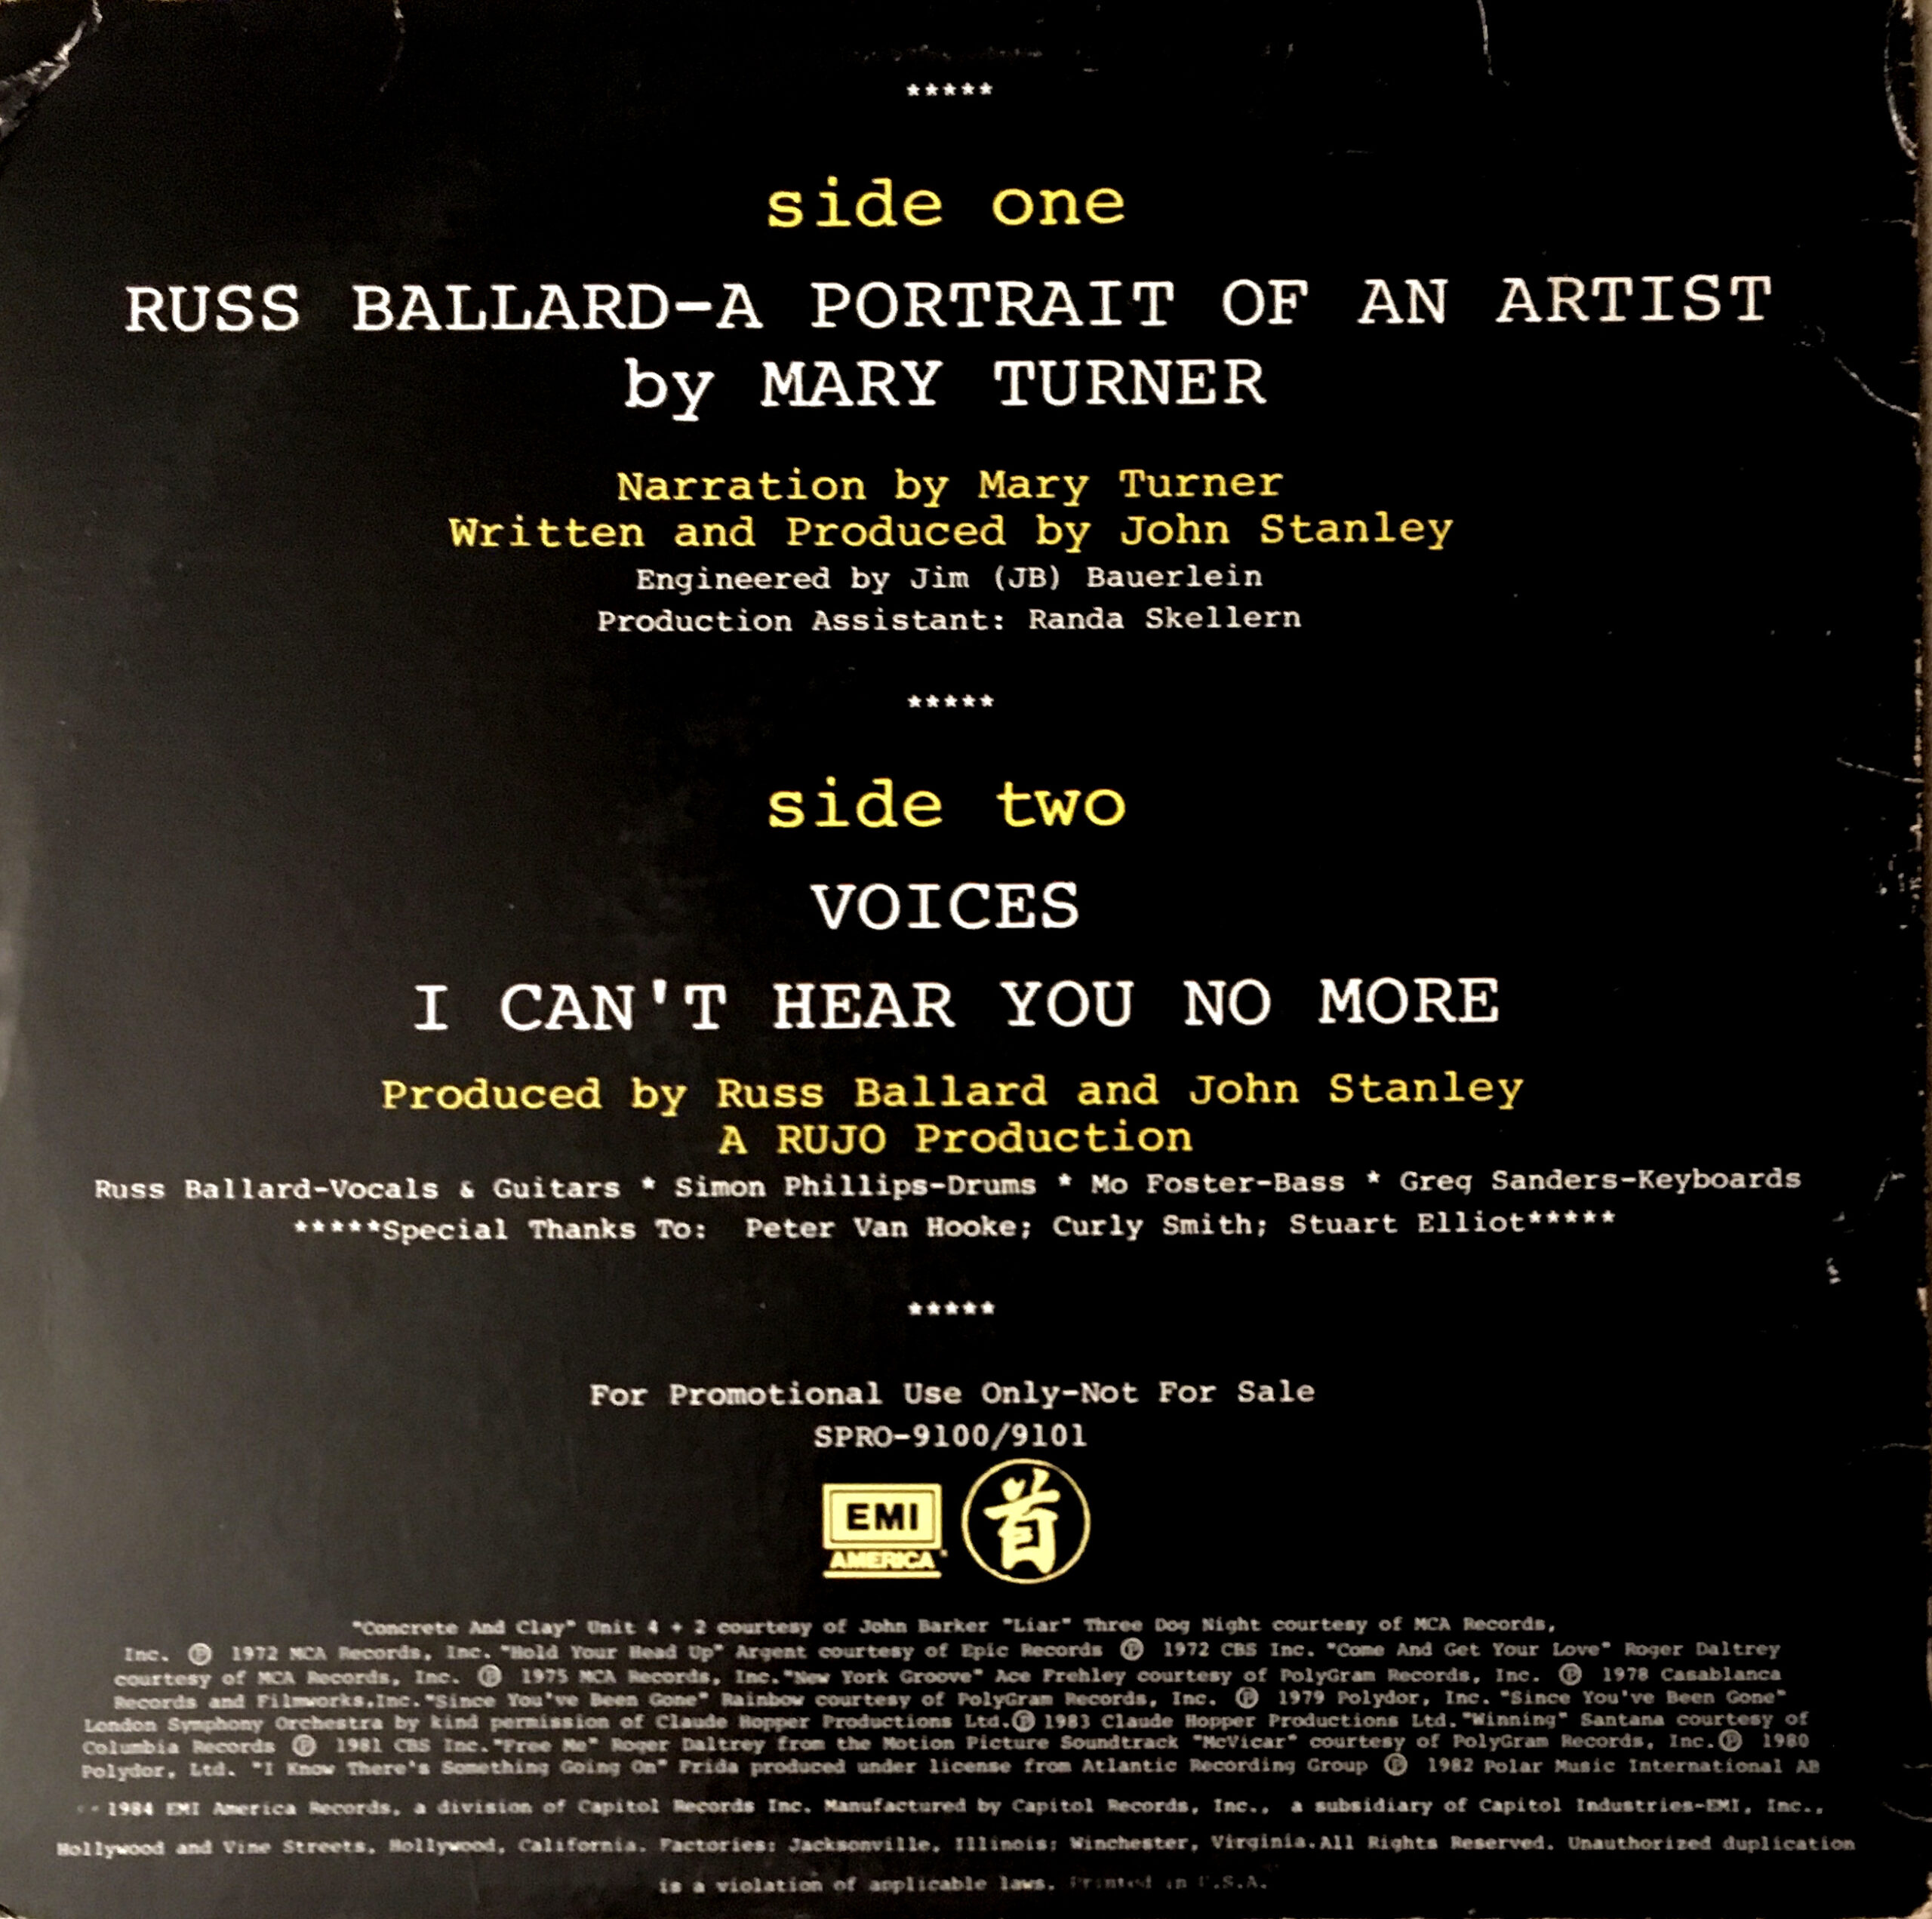 *****
side one
RUSS BALLARD-A PORTRAIT OF AN ARTIST
by MARY TURNER
Narration by Mary Turner
Written and Produced by John Stanley
Engineered by Jim (JB) Bauerlein
Production Assistant: Randa Skellern
*****
side two
VOICES
I CAN'T HEAR YOU NO MORE
Produced by Russ Ballard and John Stanley
A RUJO Production
Russ Ballard-Vocals & Guitars * Simon Phillips-Drums * Mo Foster-Bass * Greg Sanders-Keyboards
*****Special Thanks To: Peter Van Hooke; Curly Smith; Stuart Elliot*****
*****
For Promotional Use Only-Not For Sale
SPRO-9100/9101
EMI 首
AMERICA
"Concrete And Clay" Unit 4 + 2 courtesy of John Barker "Liar" Three Dog Night courtesy of MCA Records,
Inc. ℗ 1972 MCA Records, Inc. "Hold Your Head Up" Argent courtesy of Epic Records ℗ 1972 CBS Inc. "Come And Get Your Love" Roger Daltrey
courtesy of MCA Records, Inc. ℗ 1975 MCA Records, Inc."New York Groove" Ace Frehley courtesy of PolyGram Records, Inc. ℗ 1978 Casablanca
Records and Filmworks,Inc."Since You've Been Gone" Rainbow courtesy of PolyGram Records, Inc. ℗ 1979 Polydor, Inc. "Since You've Been Gone"
London Symphony Orchestra by kind permission of Claude Hopper Productions Ltd.℗ 1983 Claude Hopper Productions Ltd."Winning" Santana courtesy of
Columbia Records ℗ 1981 CBS Inc."Free Me" Roger Daltrey from the Motion Picture Soundtrack "McVicar" courtesy of PolyGram Records, Inc.℗ 1980
Polydor, Ltd. "I Know There's Something Going On" Frida produced under license from Atlantic Recording Group ℗ 1982 Polar Music International AB
1984 EMI America Records, a division of Capitol Records Inc. Manufactured by Capitol Records, Inc., a subsidiary of Capitol Industries-EMI, Inc.,
Hollywood and Vine Streets, Hollywood, California. Factories: Jacksonville, Illinois; Winchester, Virginia.All Rights Reserved. Unauthorized duplication
is a violation of applicable laws. Printed in U.S.A.